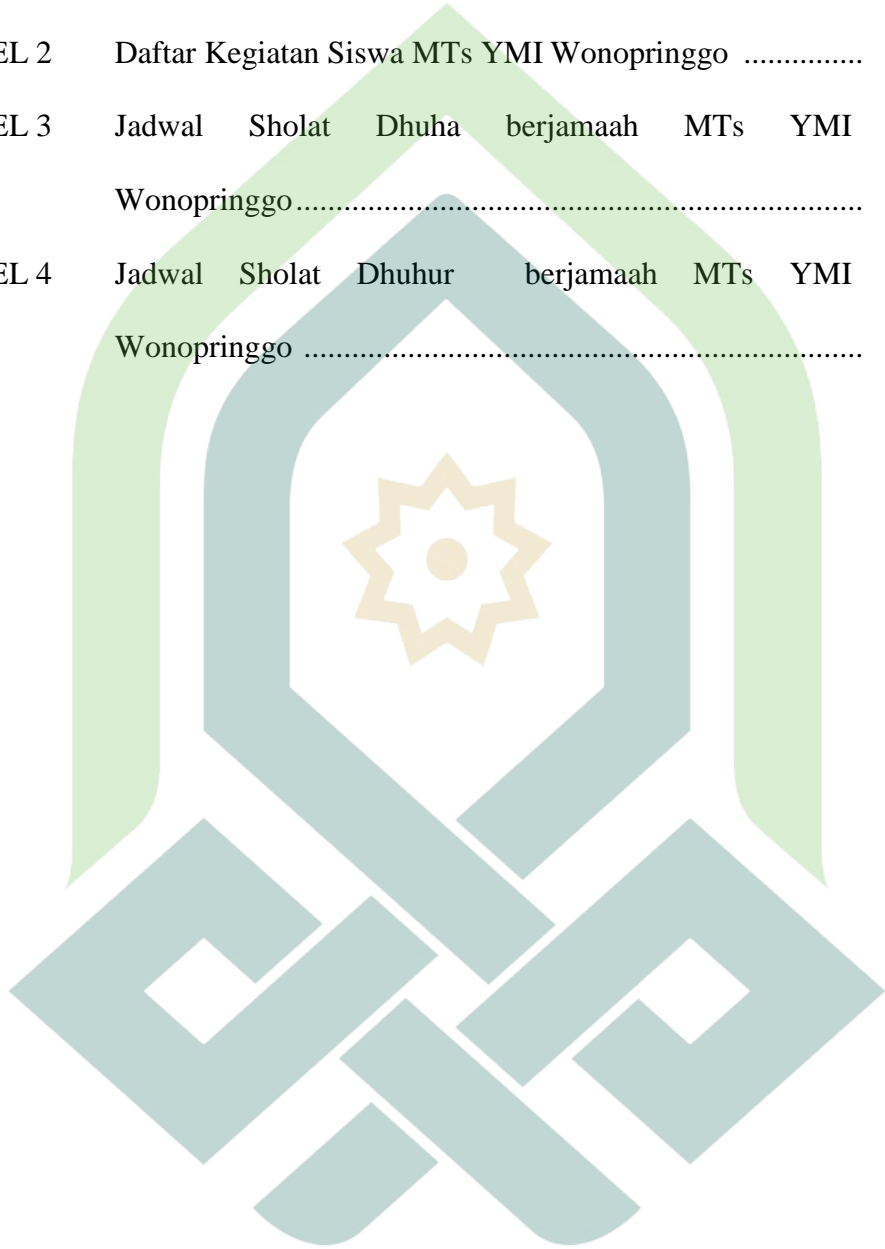 EL 2 Daftar Kegiatan Siswa MTs YMI Wonopringgo ...............
EL 3 Jadwal Sholat Dhuha berjamaah MTs YMI
Wonopringgo.......................................................................
EL 4 Jadwal Sholat Dhuhur berjamaah MTs YMI
Wonopringgo ......................................................................